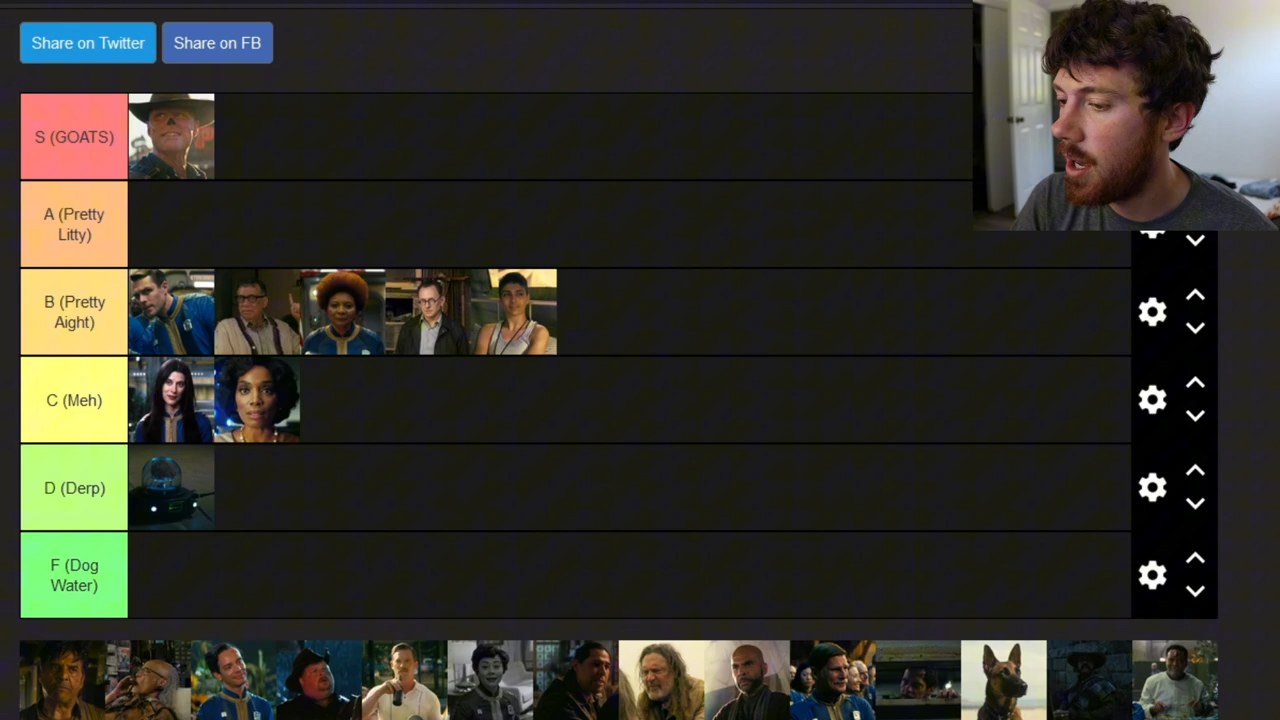 Share on Twitter
Share on FB
S (GOATS)
A (Pretty
Litty)
B (Pretty
Aight)
C (Meh)
D (Derp)
F (Dog
Water)